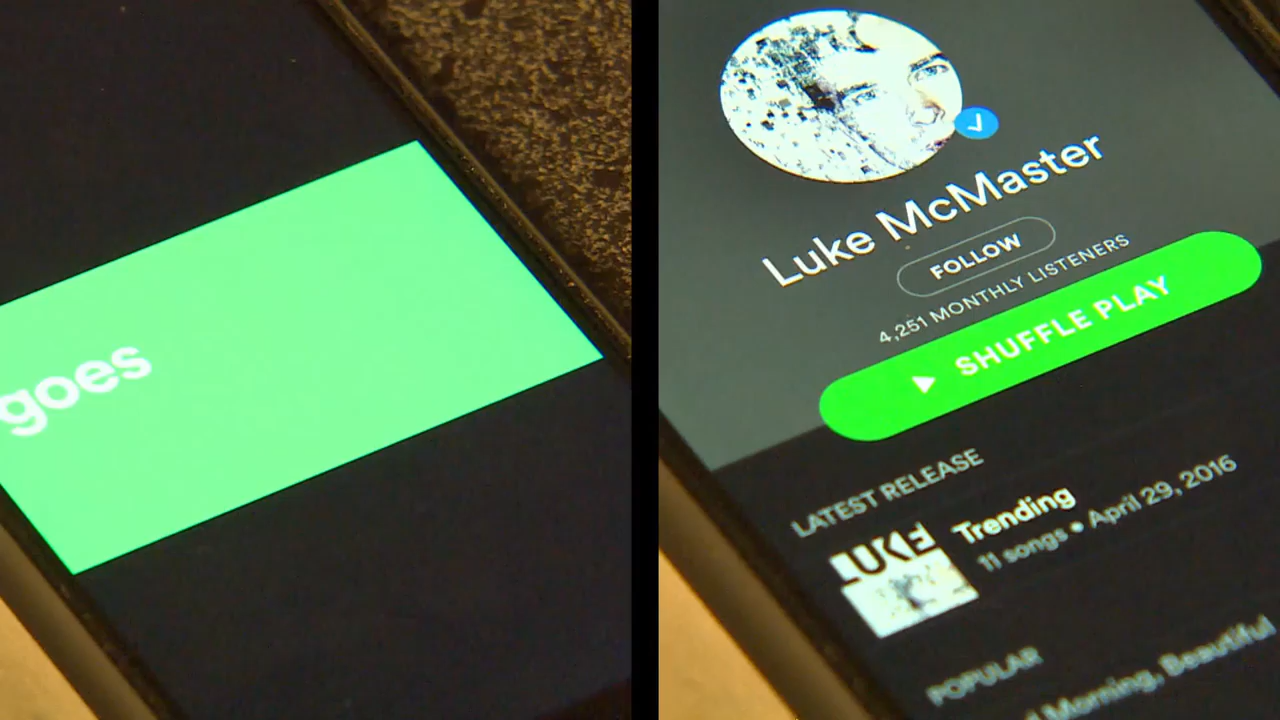 goes
Luke McMaster
FOLLOW
4,251 MONTHLY LISTENERS
SHUFFLE PLAY
LATEST RELEASE
LUKE
Trending
11 songs • April 29, 2016
POPULAR
Morning, Beautiful